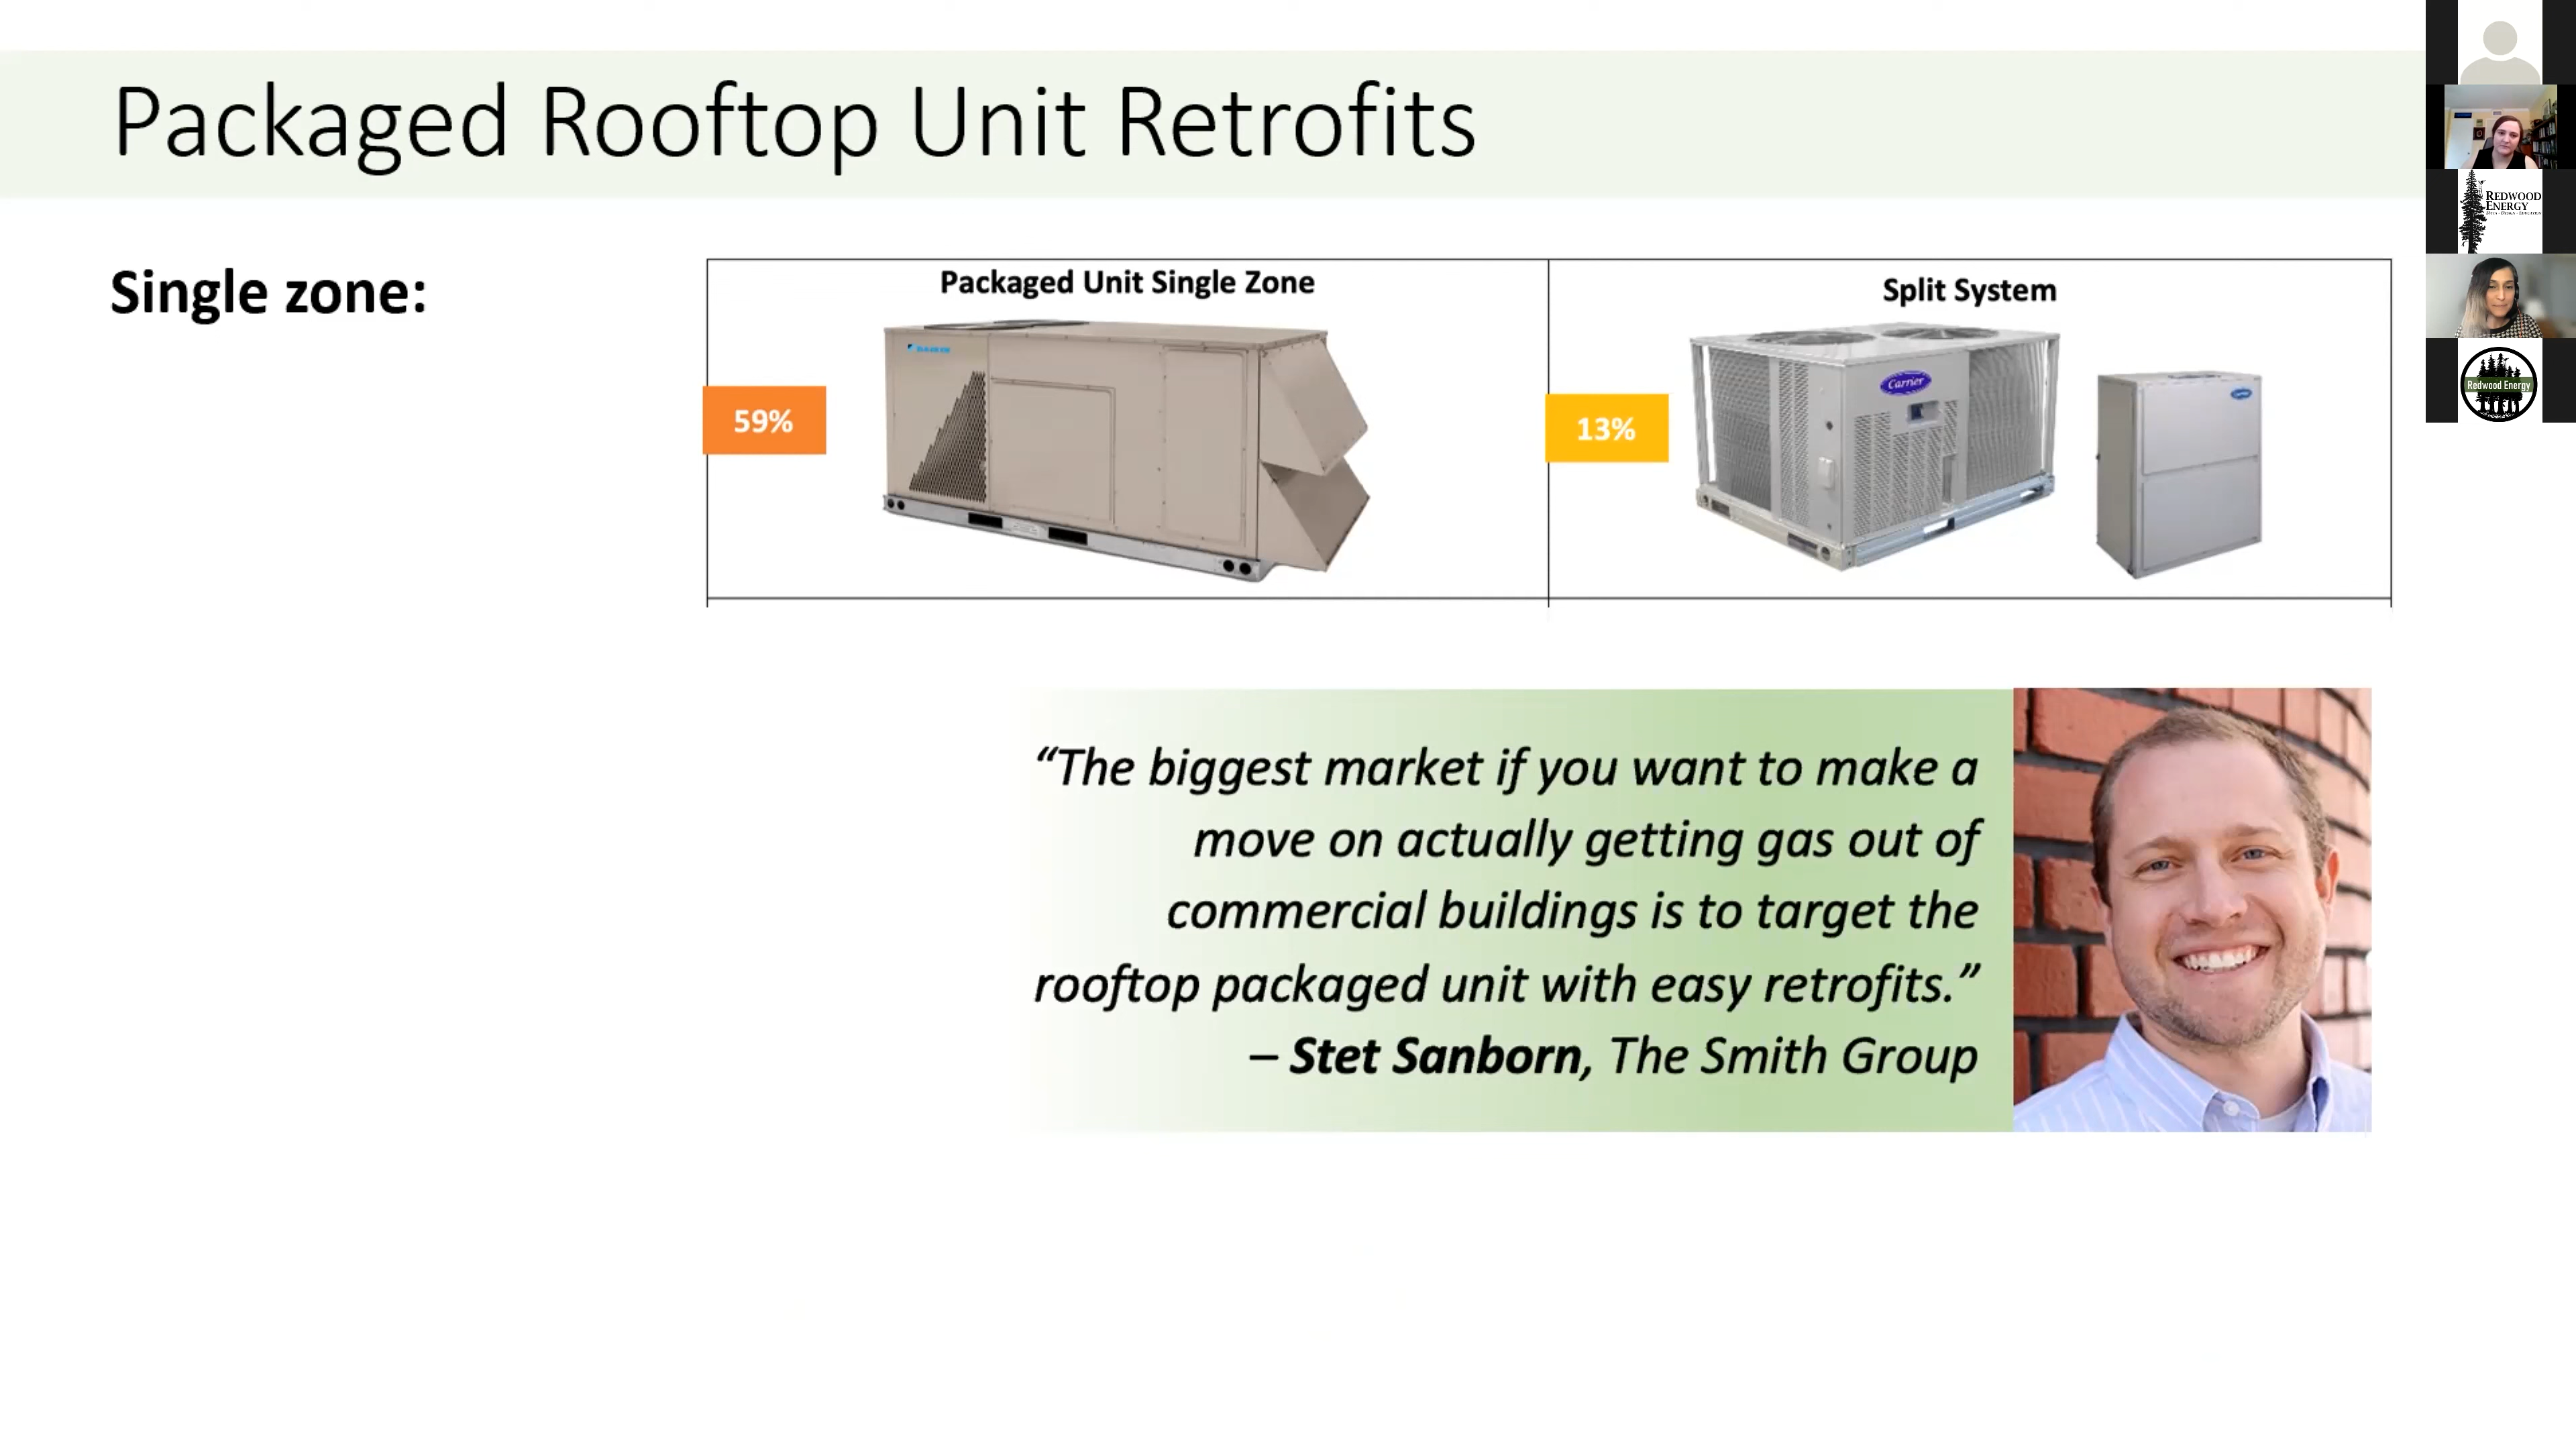 Packaged Rooftop Unit Retrofits
Single zone:
Packaged Unit Single Zone
59%
Split System
13%
Carrier
“The biggest market if you want to make a
move on actually getting gas out of
commercial buildings is to target the
rooftop packaged unit with easy retrofits.”
– Stet Sanborn, The Smith Group
REDWOOD
ENERGY
Redwood Energy